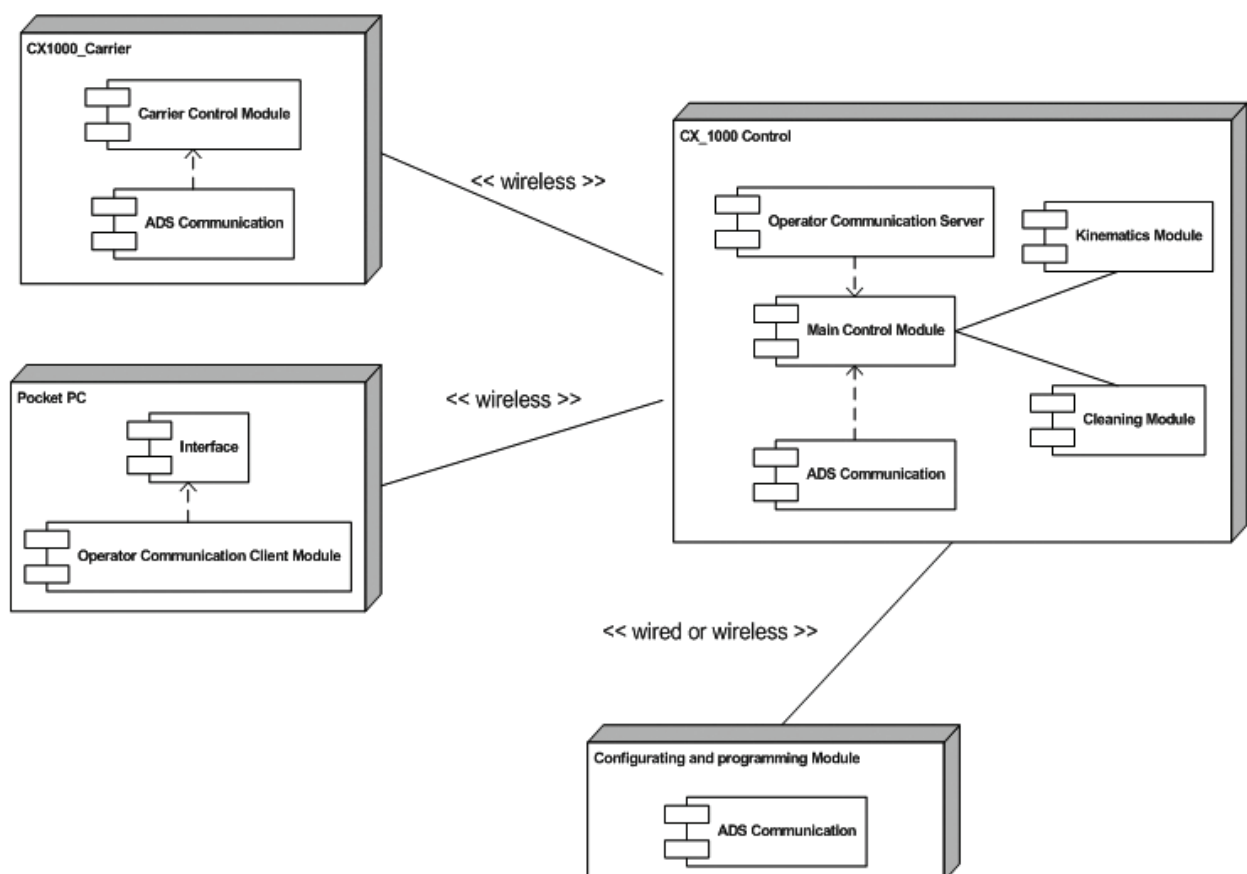 CX1000_Carrier
Carrier Control Module
ADS Communication
<< wireless >>
CX_1000 Control
Operator Communication Server
Kinematics Module
Main Control Module
Cleaning Module
ADS Communication
Pocket PC
Interface
Operator Communication Client Module
<< wireless >>
<< wired or wireless >>
Configurating and programming Module
ADS Communication